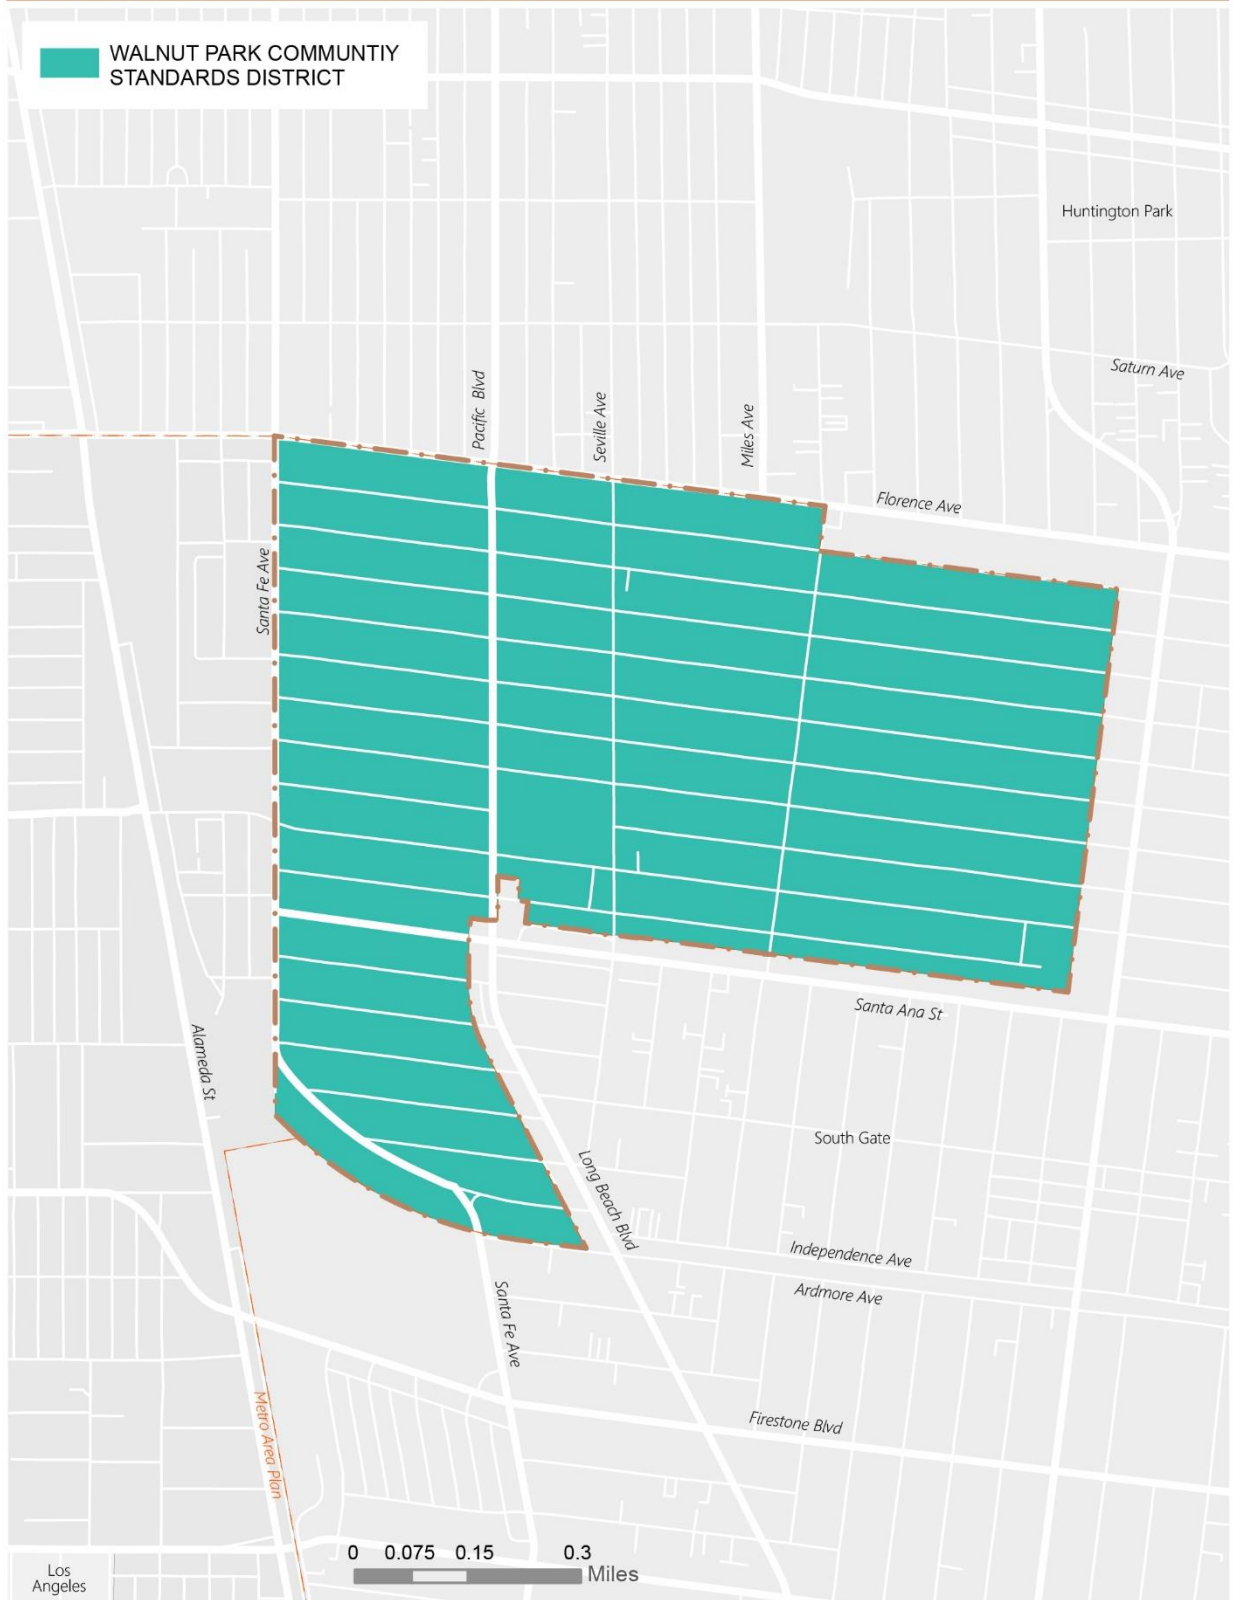 WALNUT PARK COMMUNTIY
STANDARDS DISTRICT
Huntington Park
Saturn Ave
Pacific Blvd
Seville Ave
Miles Ave
Florence Ave
Santa Fe Ave
Santa Ana St
Alameda St
South Gate
Long Beach Blvd
Independence Ave
Ardmore Ave
Santa Fe Ave
Metro Area Plan
Firestone Blvd
0 0.075 0.15 0.3
Miles
Los
Angeles